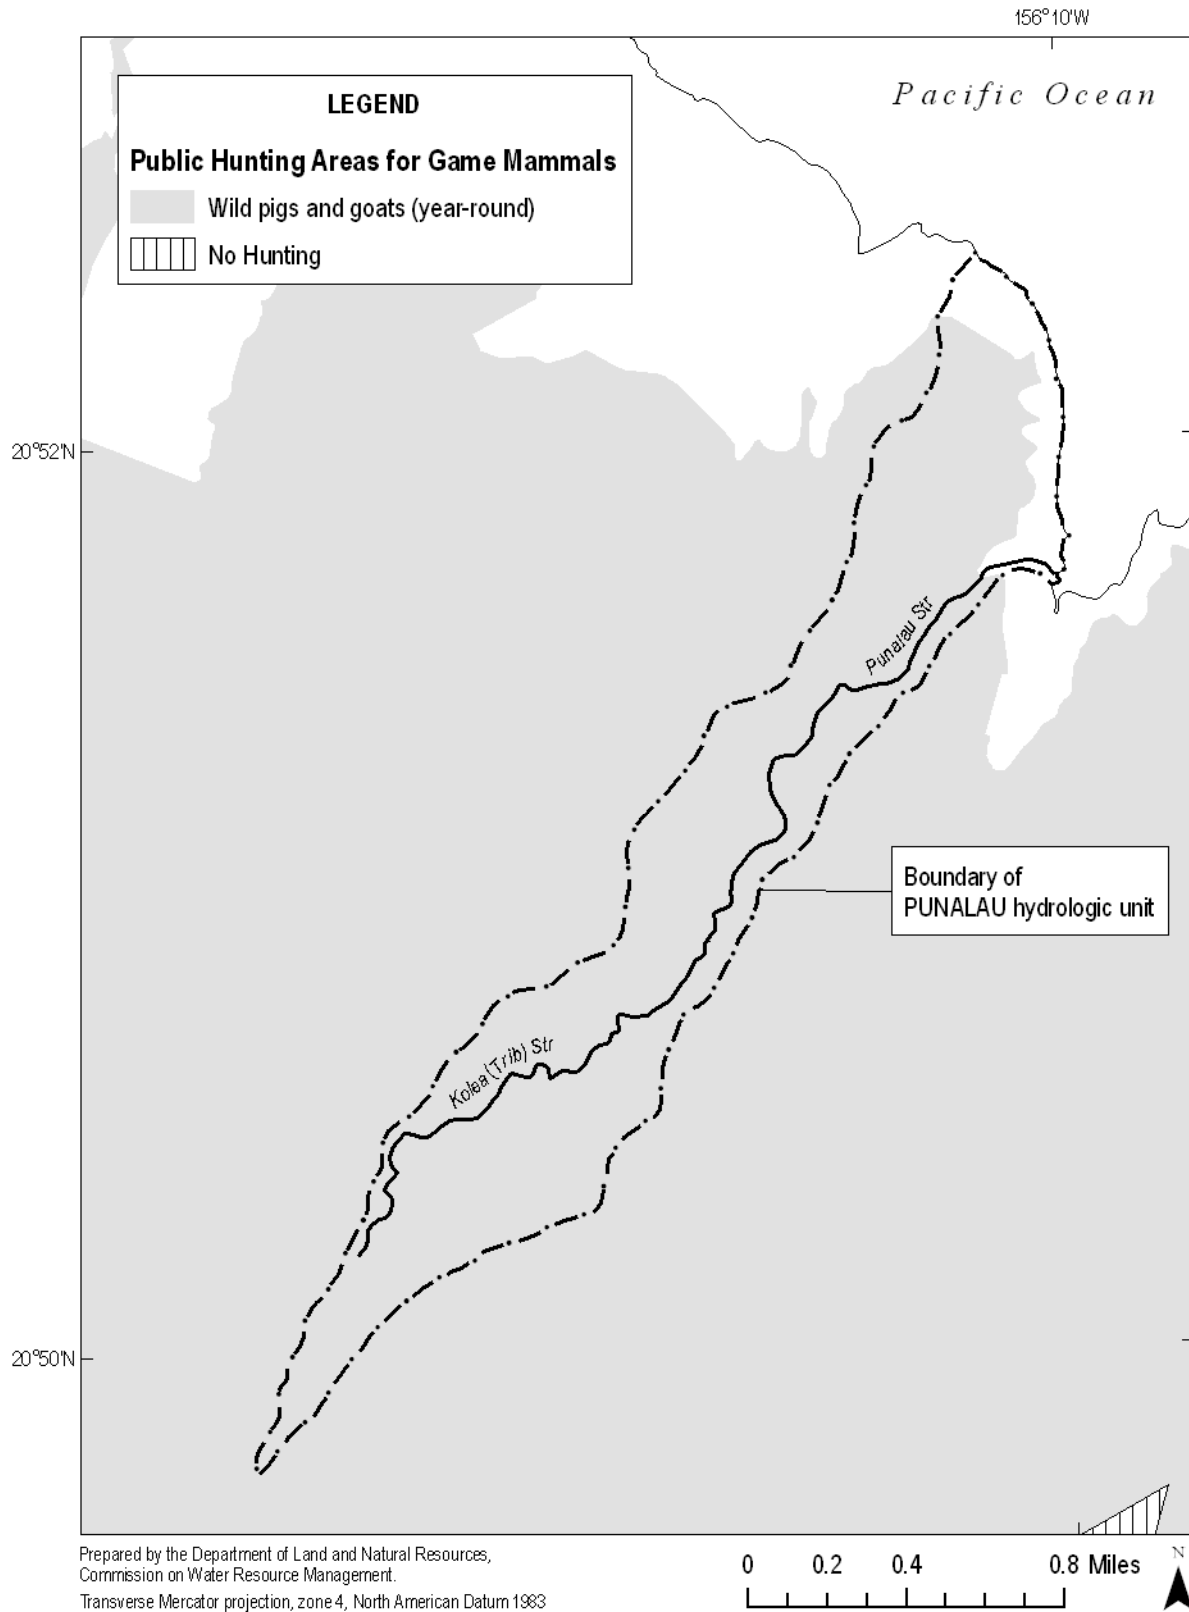 156°10'W
Pacific Ocean
LEGEND
Public Hunting Areas for Game Mammals
Wild pigs and goats (year-round)
No Hunting
20°52'N
Punalau Str
Boundary of
PUNALAU hydrologic unit
Kolea (Trib) Str
20°50'N
Prepared by the Department of Land and Natural Resources,
Commission on Water Resource Management.
Transverse Mercator projection, zone 4, North American Datum 1983
0 0.2 0.4 0.8 Miles
N